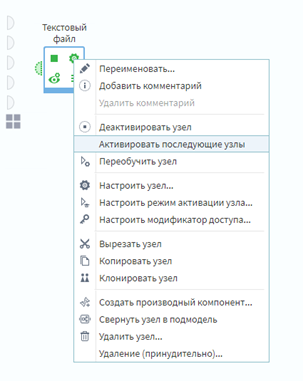 Текстовый
файл
Переименовать...
Добавить комментарий
Удалить комментарий
Деактивировать узел
Активировать последующие узлы
Переобучить узел
Настроить узел...
Настроить режим активации узла...
Настроить модификатор доступа...
Вырезать узел
Копировать узел
Клонировать узел
Создать производный компонент...
Свернуть узел в подмодель
Удалить узел...
Удаление (принудительно)...